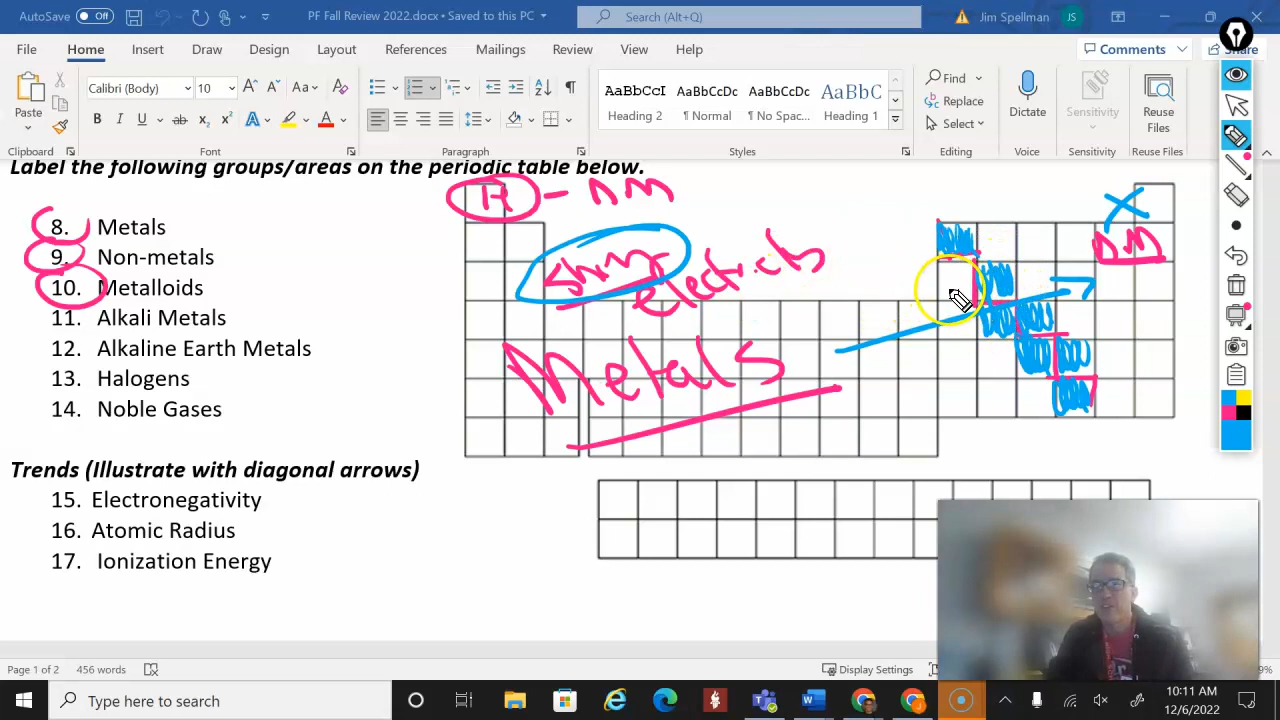 AutoSave Off PF Fall Review 2022.docx • Saved to this PC Search (Alt+Q) Jim Spellman JS
File Home Insert Draw Design Layout References Mailings Review View Help Comments Share
Paste Calibri (Body) 10 AaBbCcI AaBbCcDc AaBbCcDc AaBbC Find Replace Select Dictate Sensitivity Reuse Files
Heading 2 ¶ Normal ¶ No Spac... Heading 1
Clipboard Font Paragraph Styles Editing Voice Sensitivity Reuse Files
Label the following groups/areas on the periodic table below.
H - nm
8. Metals
9. Non-metals
10. Metalloids
11. Alkali Metals
12. Alkaline Earth Metals
13. Halogens
14. Noble Gases
X
nm
Shiny
Metals
Trends (Illustrate with diagonal arrows)
15. Electronegativity
16. Atomic Radius
17. Ionization Energy
Page 1 of 2 456 words Display Settings 9%
Type here to search 10:11 AM
12/6/2022